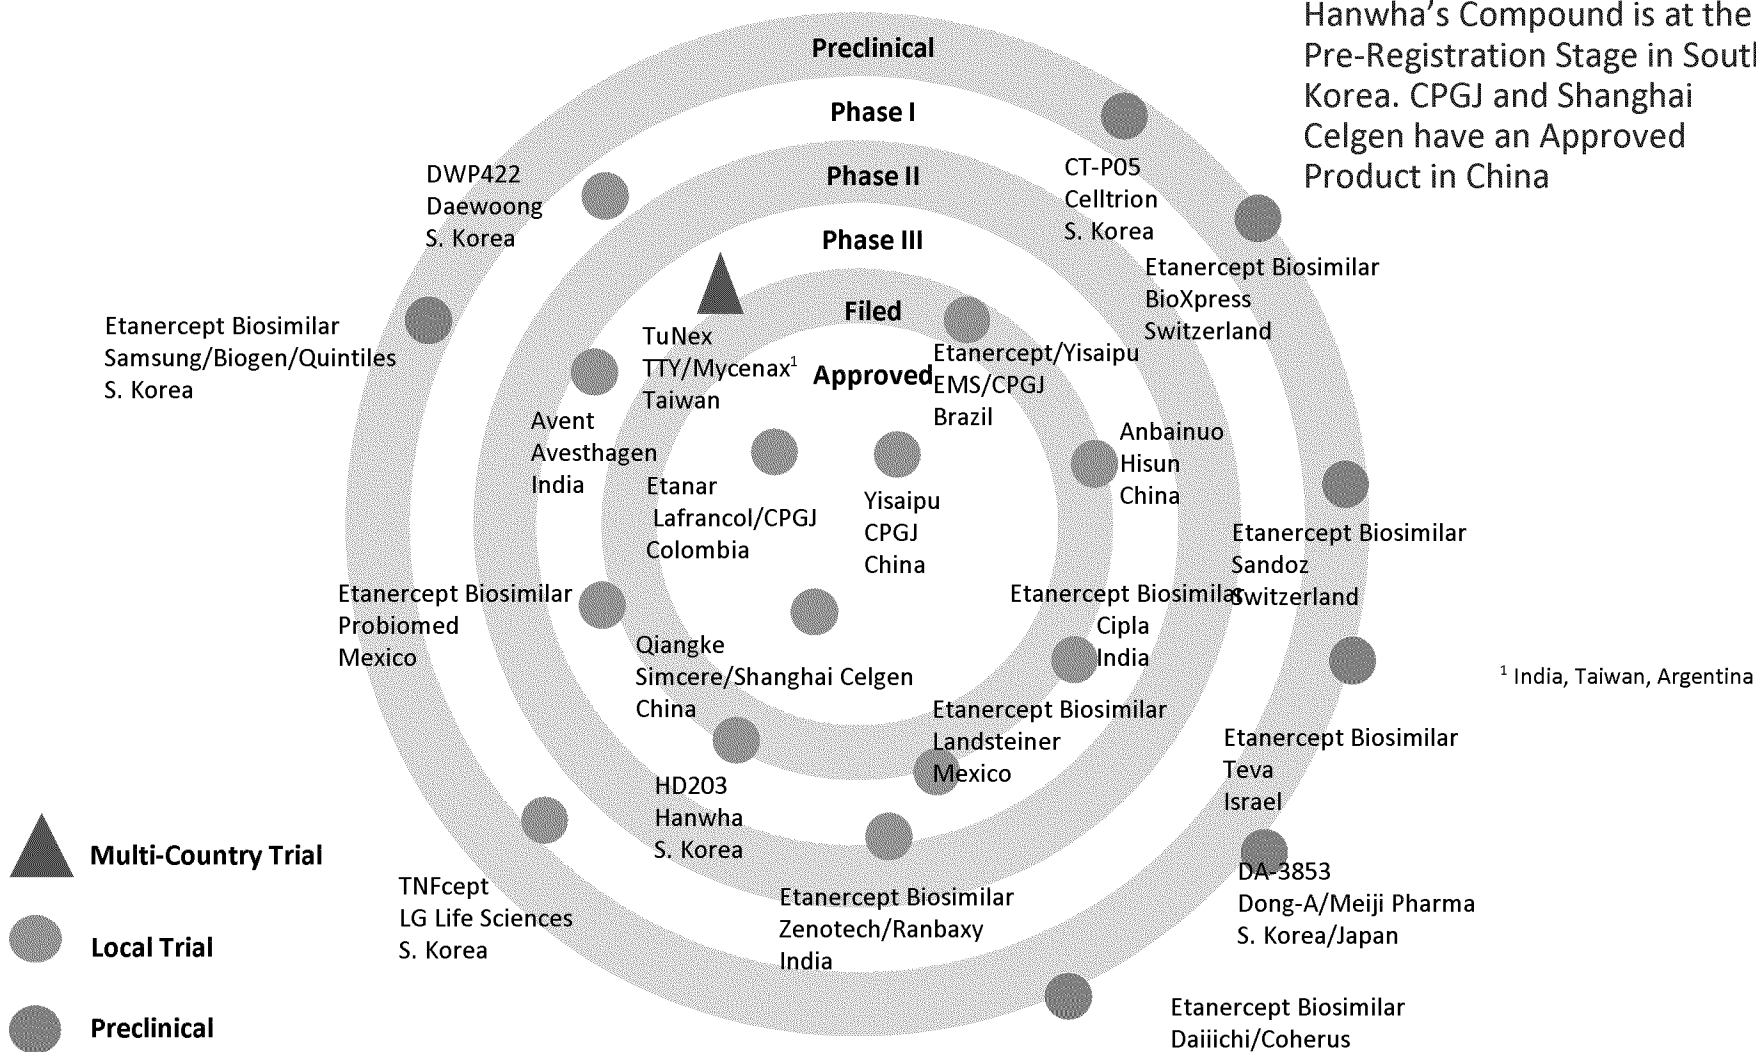 Hanwha's Compound is at the
Pre-Registration Stage in Sout
Korea. CPGJ and Shanghai
Celgen have an Approved
Product in China
Preclinical
Phase I
Phase II
Phase III
Filed
Approved
DWP422
Daewoong
S. Korea
CT-P05
Celltrion
S. Korea
Etanercept Biosimilar
BioXpress
Switzerland
Etanercept Biosimilar
Samsung/Biogen/Quintiles
S. Korea
TuNex
TTY/Mycenax¹
Taiwan
Etanercept/Yisaipu
EMS/CPGJ
Brazil
Avent
Avesthagen
India
Anbainuo
Hisun
China
Etanar
Lafrancol/CPGJ
Colombia
Yisaipu
CPGJ
China
Etanercept Biosimilar
Sandoz
Switzerland
Etanercept Biosimilar
Probiomed
Mexico
Etanercept Biosimilar
Cipla
India
Qiangke
Simcere/Shanghai Celgen
China
¹ India, Taiwan, Argentina
Etanercept Biosimilar
Landsteiner
Mexico
Etanercept Biosimilar
Teva
Israel
HD203
Hanwha
S. Korea
DA-3853
Dong-A/Meiji Pharma
S. Korea/Japan
TNFcept
LG Life Sciences
S. Korea
Etanercept Biosimilar
Zenotech/Ranbaxy
India
Etanercept Biosimilar
Daiiichi/Coherus
Multi-Country Trial
Local Trial
Preclinical